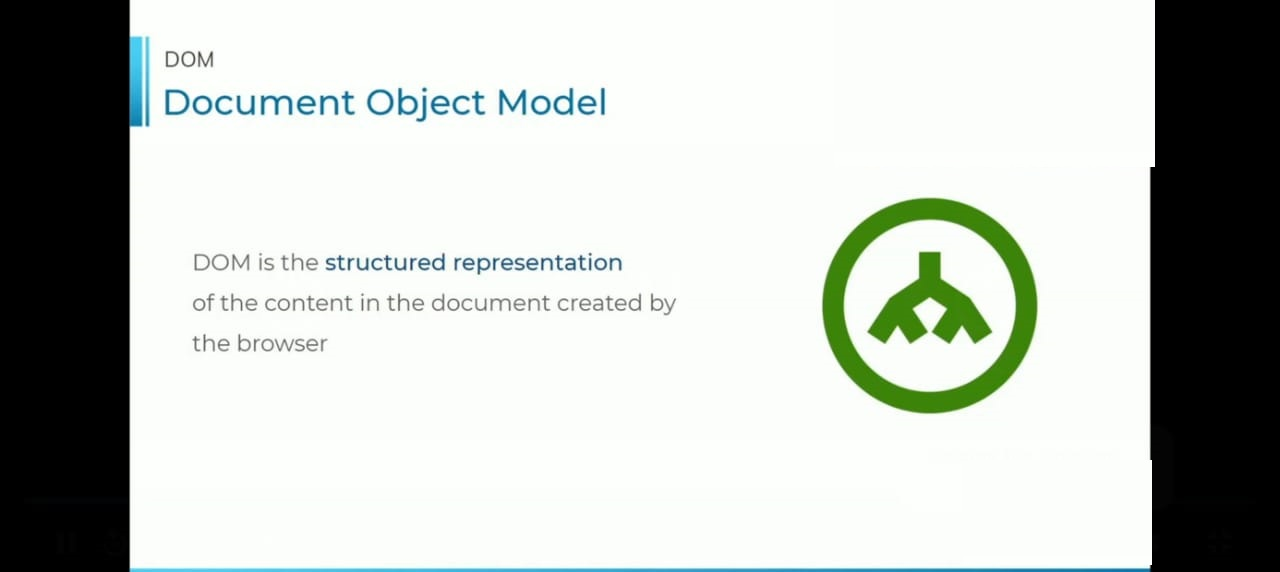 DOM
Document Object Model
DOM is the structured representation
of the content in the document created by
the browser